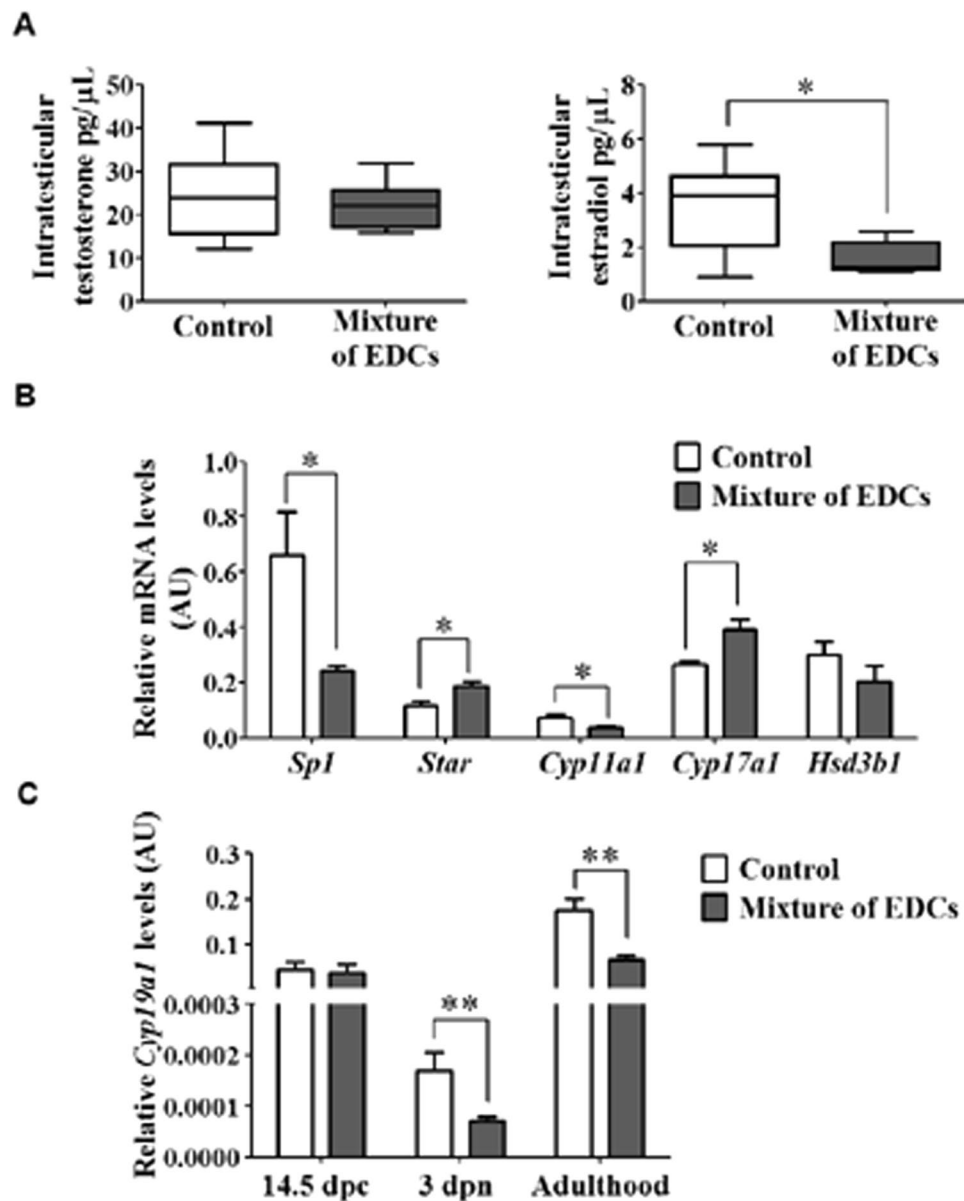 A
Intratesticular
testosterone pg/µL
50
40
30
20
10
0
Control
Mixture
of EDCs
Intratesticular
estradiol pg/µL
8
6
4
2
0
*
Control
Mixture
of EDCs
B
Relative mRNA levels
(AU)
1.0
0.8
0.6
0.4
0.2
0.0
*
*
*
*
Control
Mixture of EDCs
Sp1
Star
Cyp11a1
Cyp17a1
Hsd3b1
C
Relative Cyp19a1 levels (AU)
0.3
0.2
0.1
0.0003
0.0002
0.0001
0.0000
**
**
Control
Mixture of EDCs
14.5 dpc
3 dpn
Adulthood